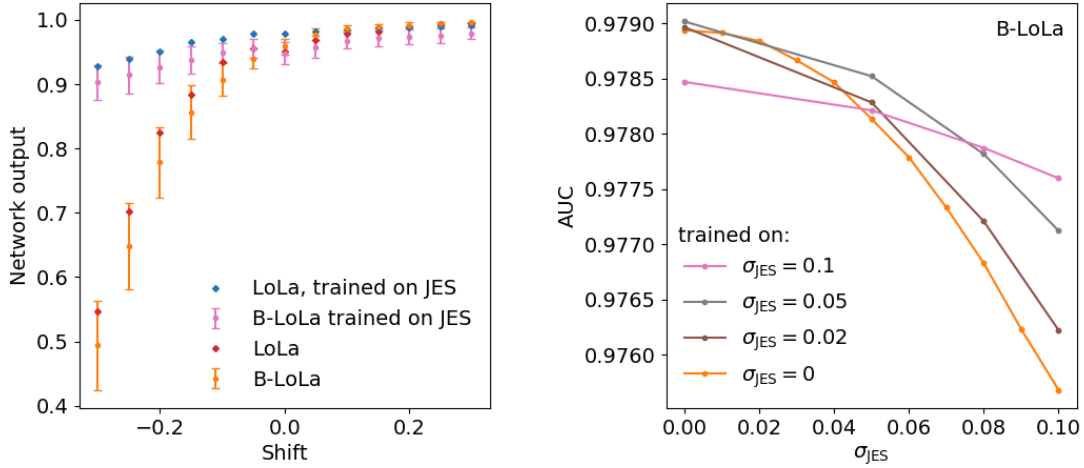 1.0
0.9
0.8
0.7
0.6
0.5
0.4
Network output
−0.2
0.0
0.2
Shift
LoLa, trained on JES
B-LoLa trained on JES
LoLa
B-LoLa
0.9790
0.9785
0.9780
0.9775
0.9770
0.9765
0.9760
AUC
B-LoLa
trained on:
σJES = 0.1
σJES = 0.05
σJES = 0.02
σJES = 0
0.00
0.02
0.04
0.06
0.08
0.10
σJES